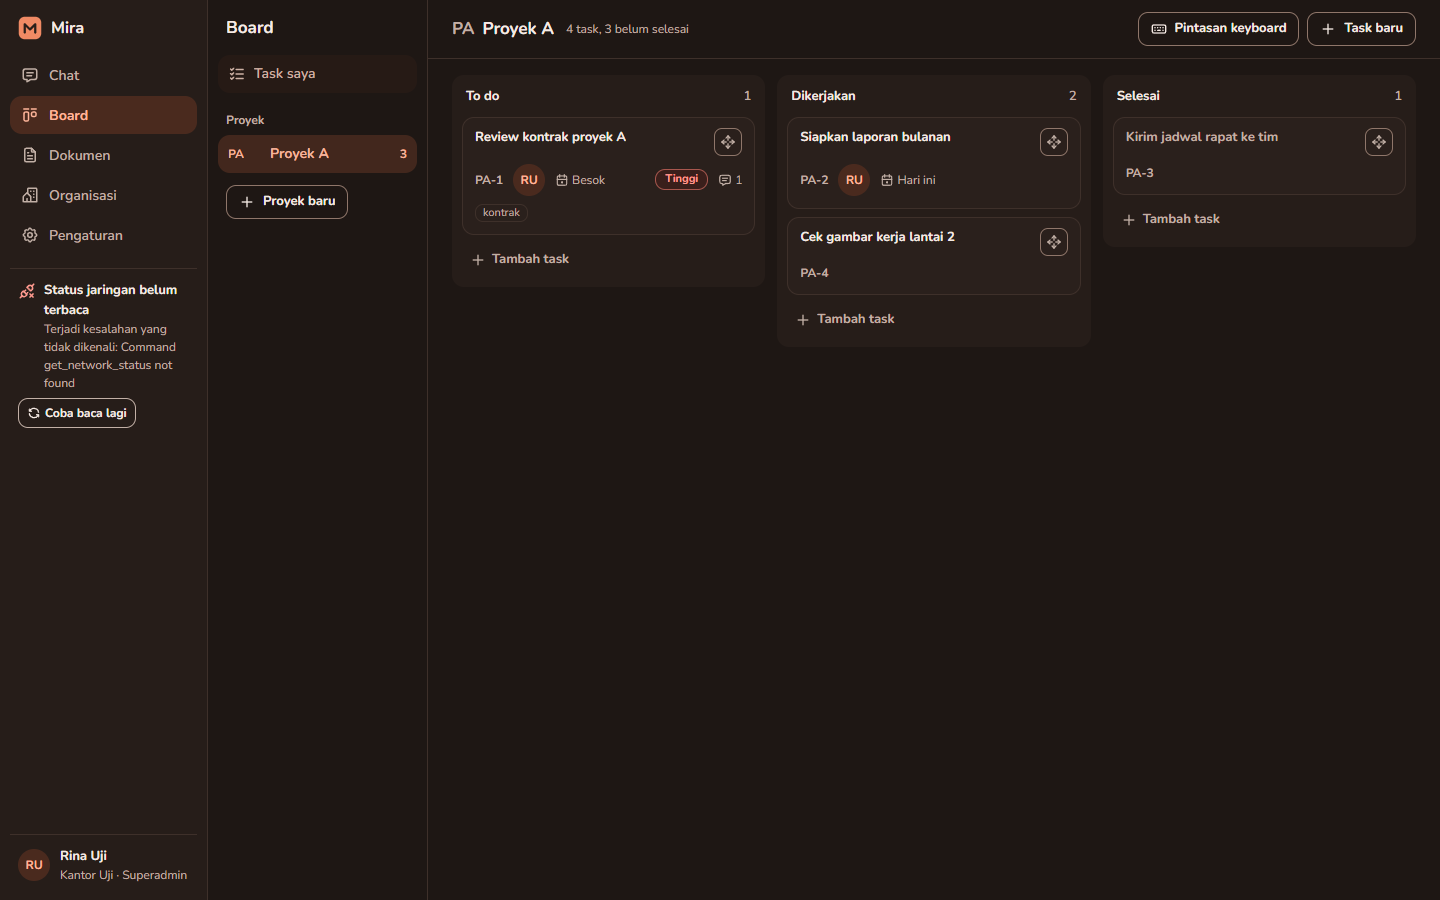 Mira
Chat
Board
Dokumen
Organisasi
Pengaturan
Status jaringan belum
terbaca
Terjadi kesalahan yang
tidak dikenali: Command
get_network_status not
found
Coba baca lagi
RU
Rina Uji
Kantor Uji · Superadmin
Board
Task saya
Proyek
PA Proyek A 3
Proyek baru
PA Proyek A 4 task, 3 belum selesai
Pintasan keyboard
Task baru
To do 1
Review kontrak proyek A
PA-1 RU Besok Tinggi 1
kontrak
Tambah task
Dikerjakan 2
Siapkan laporan bulanan
PA-2 RU Hari ini
Cek gambar kerja lantai 2
PA-4
Tambah task
Selesai 1
Kirim jadwal rapat ke tim
PA-3
Tambah task